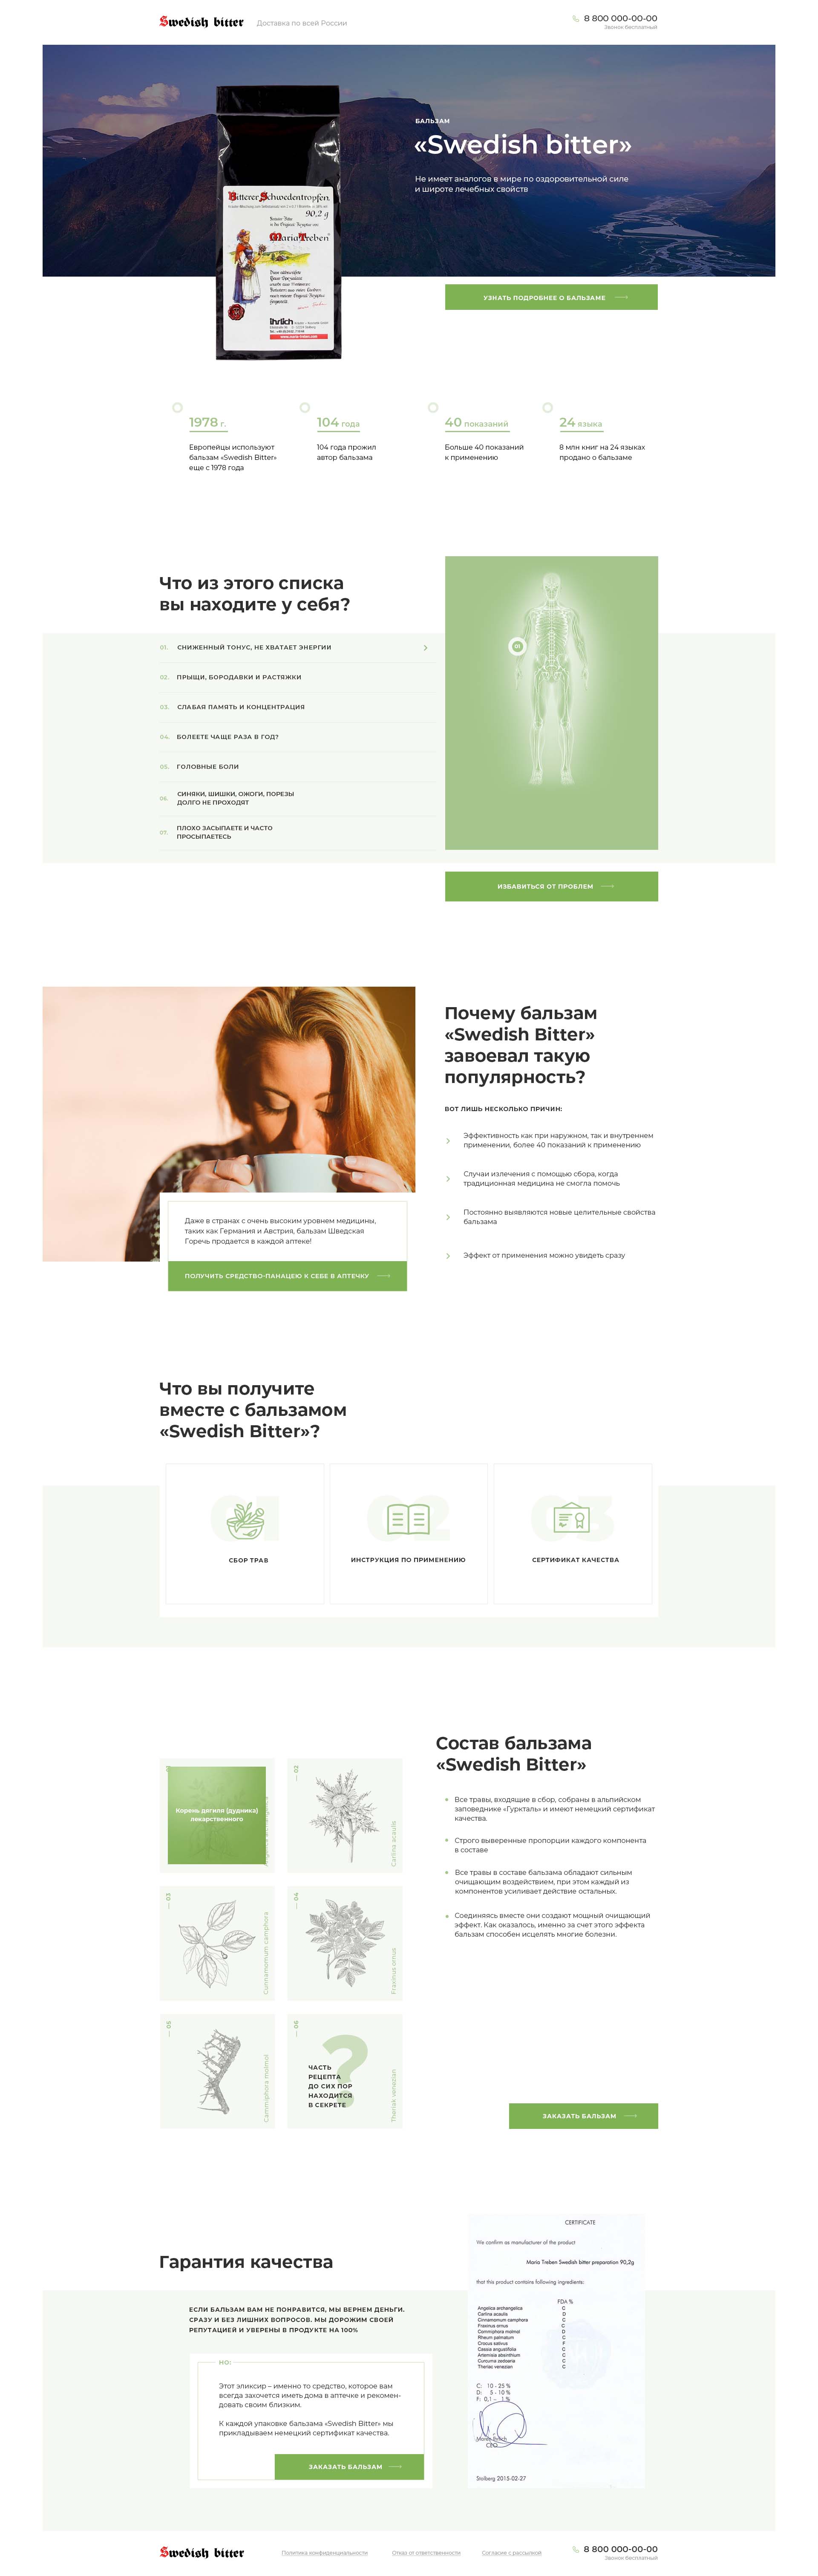 Swedish bitter
Доставка по всей России
8 800 000-00-00
Звонок бесплатный
БАЛЬЗАМ
«Swedish bitter»
Не имеет аналогов в мире по оздоровительной силе
и широте лечебных свойств
Bitterer Schwedentropfen
90,2 g
Maria Treben
ihrlich
УЗНАТЬ ПОДРОБНЕЕ О БАЛЬЗАМЕ
1978 г.
Европейцы используют
бальзам «Swedish Bitter»
еще с 1978 года
104 года
104 года прожил
автор бальзама
40 показаний
Больше 40 показаний
к применению
24 языка
8 млн книг на 24 языках
продано о бальзаме
Что из этого списка
вы находите у себя?
01. СНИЖЕННЫЙ ТОНУС, НЕ ХВАТАЕТ ЭНЕРГИИ
02. ПРЫЩИ, БОРОДАВКИ И РАСТЯЖКИ
03. СЛАБАЯ ПАМЯТЬ И КОНЦЕНТРАЦИЯ
04. БОЛЕЕТЕ ЧАЩЕ РАЗА В ГОД?
05. ГОЛОВНЫЕ БОЛИ
06. СИНЯКИ, ШИШКИ, ОЖОГИ, ПОРЕЗЫ
ДОЛГО НЕ ПРОХОДЯТ
07. ПЛОХО ЗАСЫПАЕТЕ И ЧАСТО
ПРОСЫПАЕТЕСЬ
01
ИЗБАВИТЬСЯ ОТ ПРОБЛЕМ
Почему бальзам
«Swedish Bitter»
завоевал такую
популярность?
ВОТ ЛИШЬ НЕСКОЛЬКО ПРИЧИН:
Эффективность как при наружном, так и внутреннем
применении, более 40 показаний к применению
Случаи излечения с помощью сбора, когда
традиционная медицина не смогла помочь
Постоянно выявляются новые целительные свойства
бальзама
Эффект от применения можно увидеть сразу
Даже в странах с очень высоким уровнем медицины,
таких как Германия и Австрия, бальзам Шведская
Горечь продается в каждой аптеке!
ПОЛУЧИТЬ СРЕДСТВО-ПАНАЦЕЮ К СЕБЕ В АПТЕЧКУ
Что вы получите
вместе с бальзамом
«Swedish Bitter»?
01
СБОР ТРАВ
02
ИНСТРУКЦИЯ ПО ПРИМЕНЕНИЮ
03
СЕРТИФИКАТ КАЧЕСТВА
Состав бальзама
«Swedish Bitter»
Все травы, входящие в сбор, собраны в альпийском
заповеднике «Гурkталь» и имеют немецкий сертификат
качества.
Строго выверенные пропорции каждого компонента
в составе
Все травы в составе бальзама обладают сильным
очищающим воздействием, при этом каждый из
компонентов усиливает действие остальных.
Соединяясь вместе они создают мощный очищающий
эффект. Как оказалось, именно за счет этого эффекта
бальзам способен исцелять многие болезни.
Корень дягиля (дудника)
лекарственного
— 02
Carlina acaulis
— 03
Cunnamomum camphora
— 04
Fraxinus ornus
— 05
Cammiphora molmol
— 06
?
ЧАСТЬ
РЕЦЕПТА
ДО СИХ ПОР
НАХОДИТСЯ
В СЕКРЕТЕ
Theriak venezian
ЗАКАЗАТЬ БАЛЬЗАМ
Гарантия качества
ЕСЛИ БАЛЬЗАМ ВАМ НЕ ПОНРАВИТСЯ, МЫ ВЕРНЕМ ДЕНЬГИ.
СРАЗУ И БЕЗ ЛИШНИХ ВОПРОСОВ. МЫ ДОРОЖИМ СВОЕЙ
РЕПУТАЦИЕЙ И УВЕРЕНЫ В ПРОДУКТЕ НА 100%
НО:
Этот эликсир – именно то средство, которое вам
всегда захочется иметь дома в аптечке и рекомен-
довать своим близким.
К каждой упаковке бальзама «Swedish Bitter» мы
прикладываем немецкий сертификат качества.
ЗАКАЗАТЬ БАЛЬЗАМ
CERTIFICATE
We confirm as manufacturer of the product
Maria Treben Swedish bitter preparation 90,2g
that this product contains following ingredients:
FDA %
Angelica archangelica C
Carlina acaulis D
Cinnamomum camphora C
Fraxinus ornus C
Commiphora molmol D
Rheum palmatum C
Crocus sativus F
Cassia angustifolia C
Artemisia absinthium C
Curcuma zedoaria C
Theriac venezian C
C: 10 - 25 %
D: 5 - 10 %
F: 0,1 - 1 %
CEO
Stolberg 2015-02-27
Swedish bitter
Политика конфиденциальности
Отказ от ответственности
Согласие с рассылкой
8 800 000-00-00
Звонок бесплатный